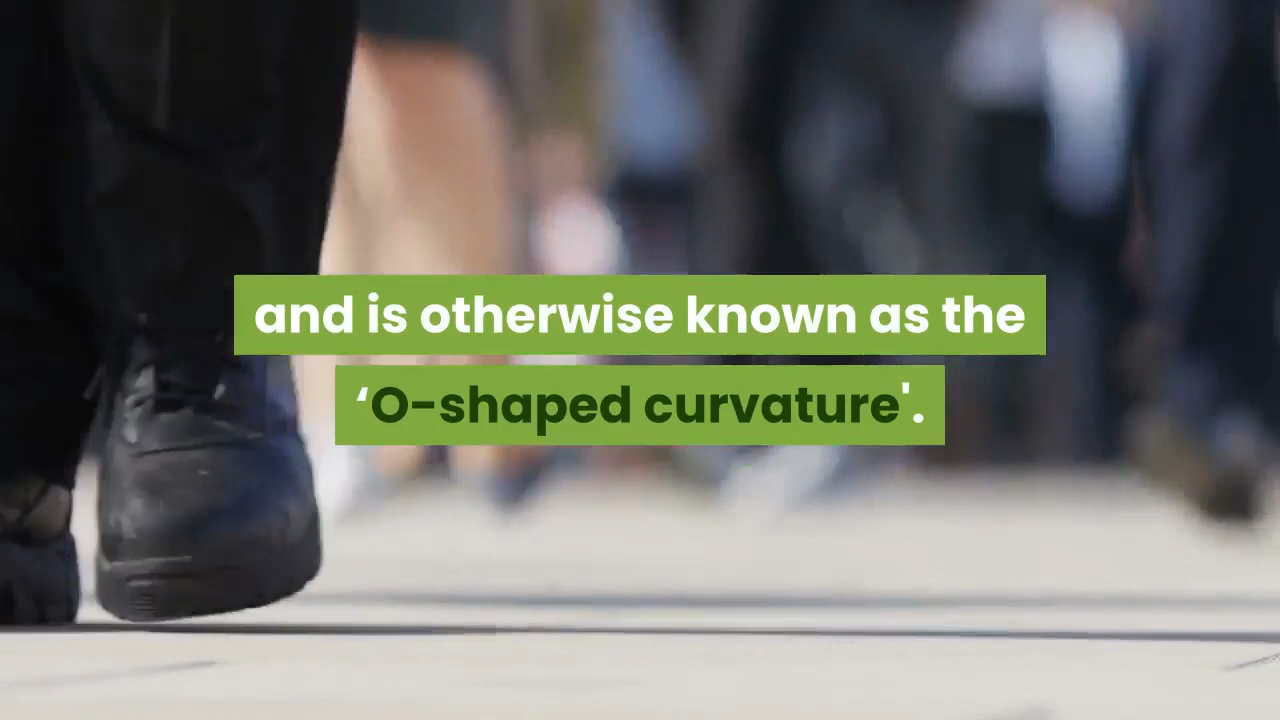 and is otherwise known as the
‘O-shaped curvature'.